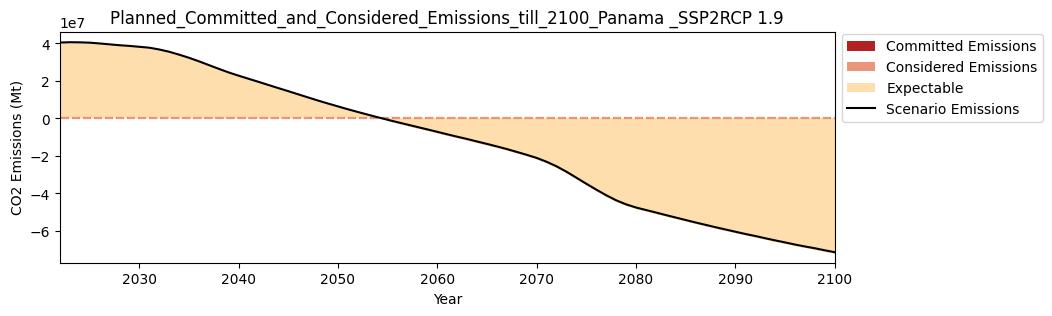 Planned_Committed_and_Considered_Emissions_till_2100_Panama _SSP2RCP 1.9
1e7
4
2
0
−2
−4
−6
CO2 Emissions (Mt)
2030 2040 2050 2060 2070 2080 2090 2100
Year
Committed Emissions
Considered Emissions
Expectable
Scenario Emissions